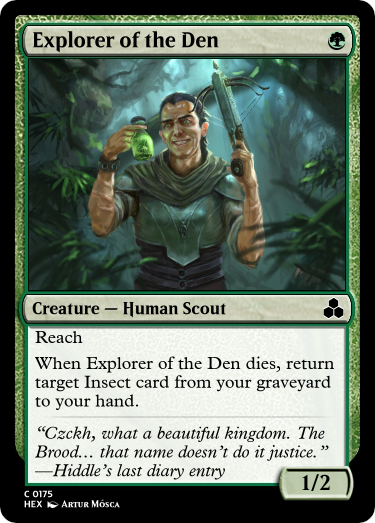 Explorer of the Den
Creature — Human Scout
Reach
When Explorer of the Den dies, return
target Insect card from your graveyard
to your hand.
“Czckh, what a beautiful kingdom. The
Brood… that name doesn’t do it justice.”
—Hiddle’s last diary entry
1/2
C 0175
HEX Artur Mósca